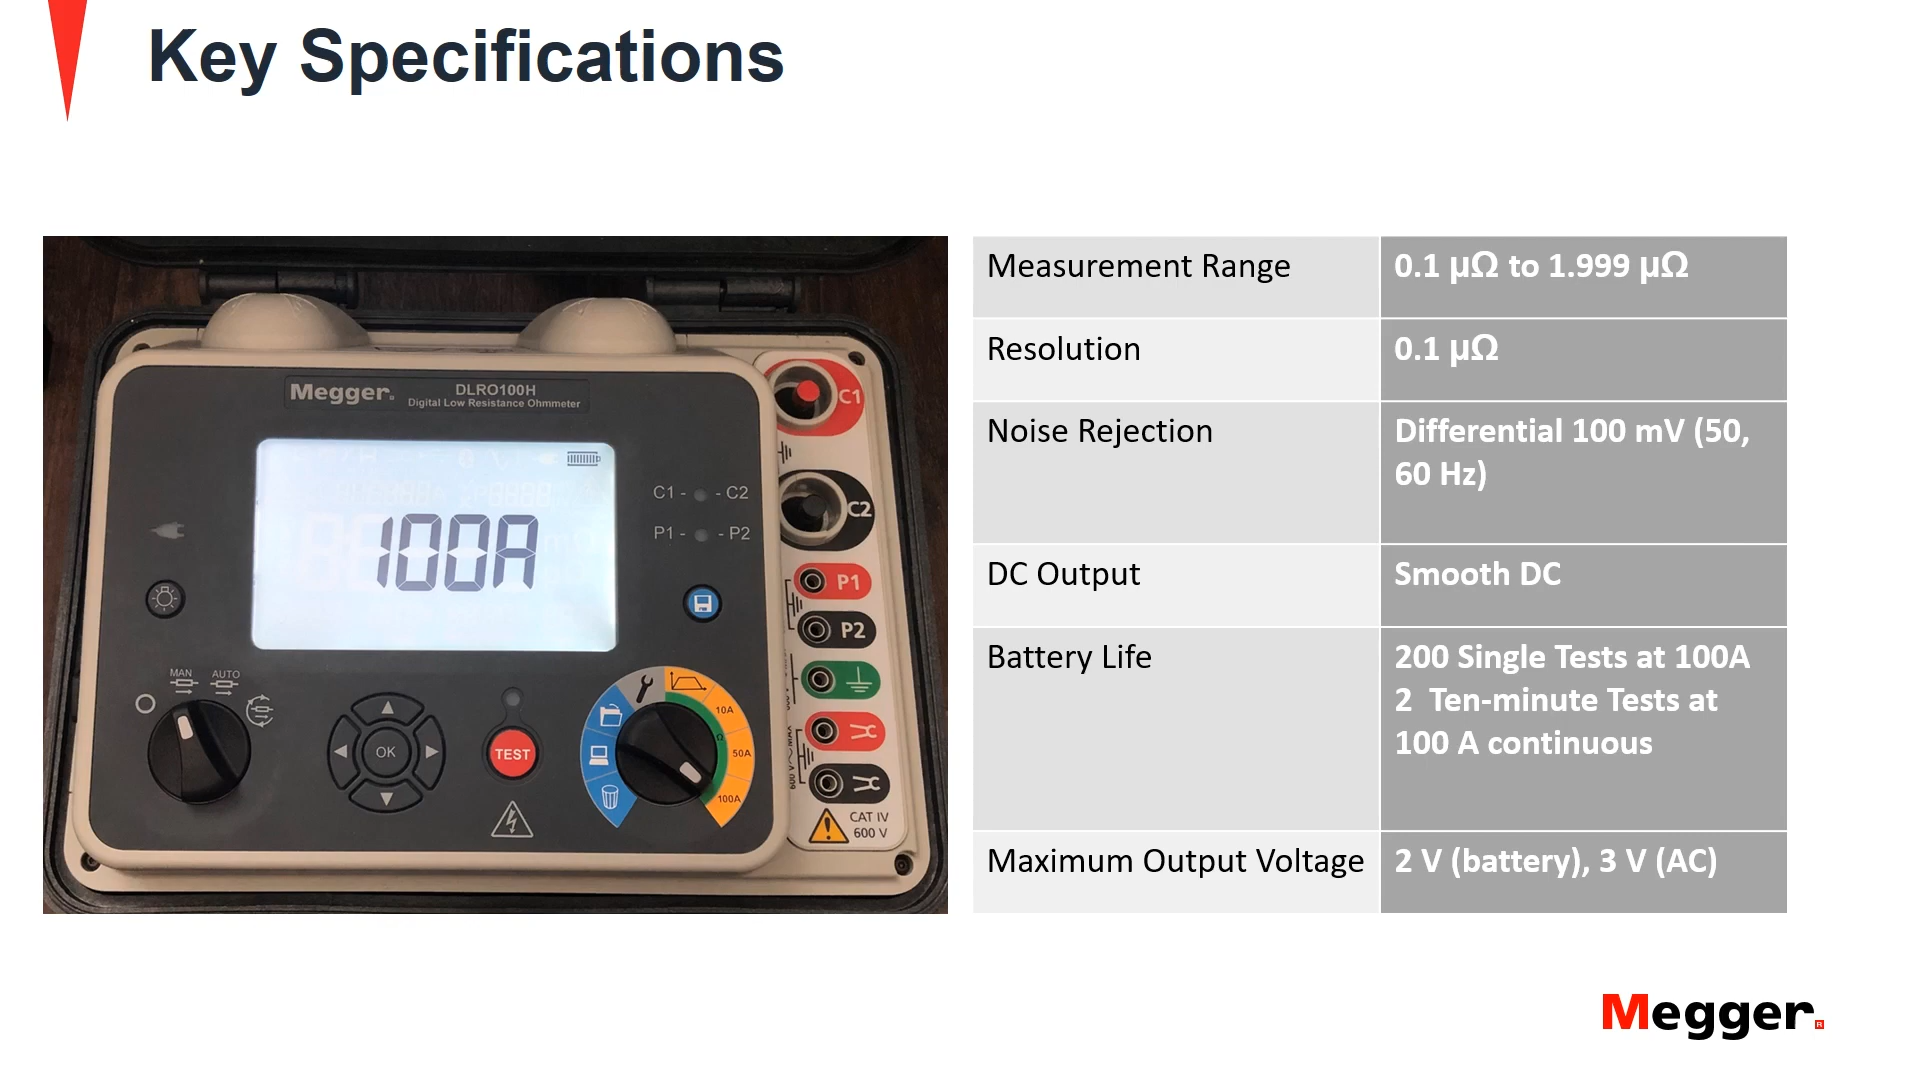 Key Specifications
Megger.
DLRO100H
Digital Low Resistance Ohmmeter
100A
C1 - - C2
P1 - - P2
MAN
AUTO
OK
TEST
10A
Ω
50A
100A
C1
C2
P1
P2
CAT IV
600 V
Measurement Range
0.1 µΩ to 1.999 µΩ
Resolution
0.1 µΩ
Noise Rejection
Differential 100 mV (50,
60 Hz)
DC Output
Smooth DC
Battery Life
200 Single Tests at 100A
2 Ten-minute Tests at
100 A continuous
Maximum Output Voltage
2 V (battery), 3 V (AC)
Megger.